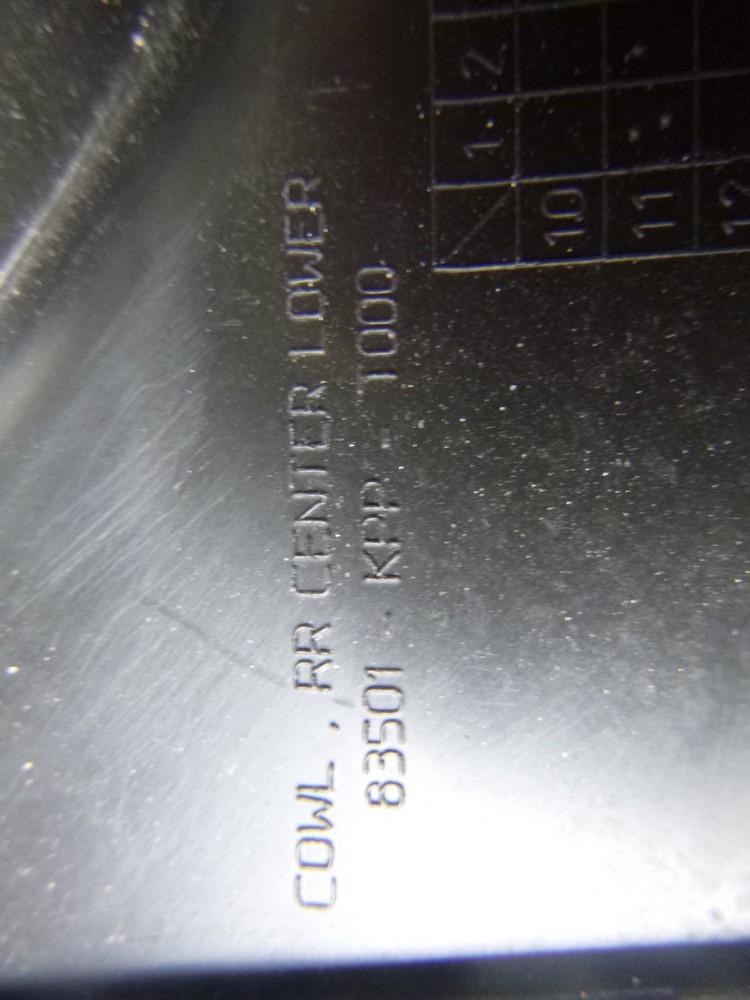 COWL, RR CENTER LOWER
83501 - KPP - T000
1 2
10
11
12